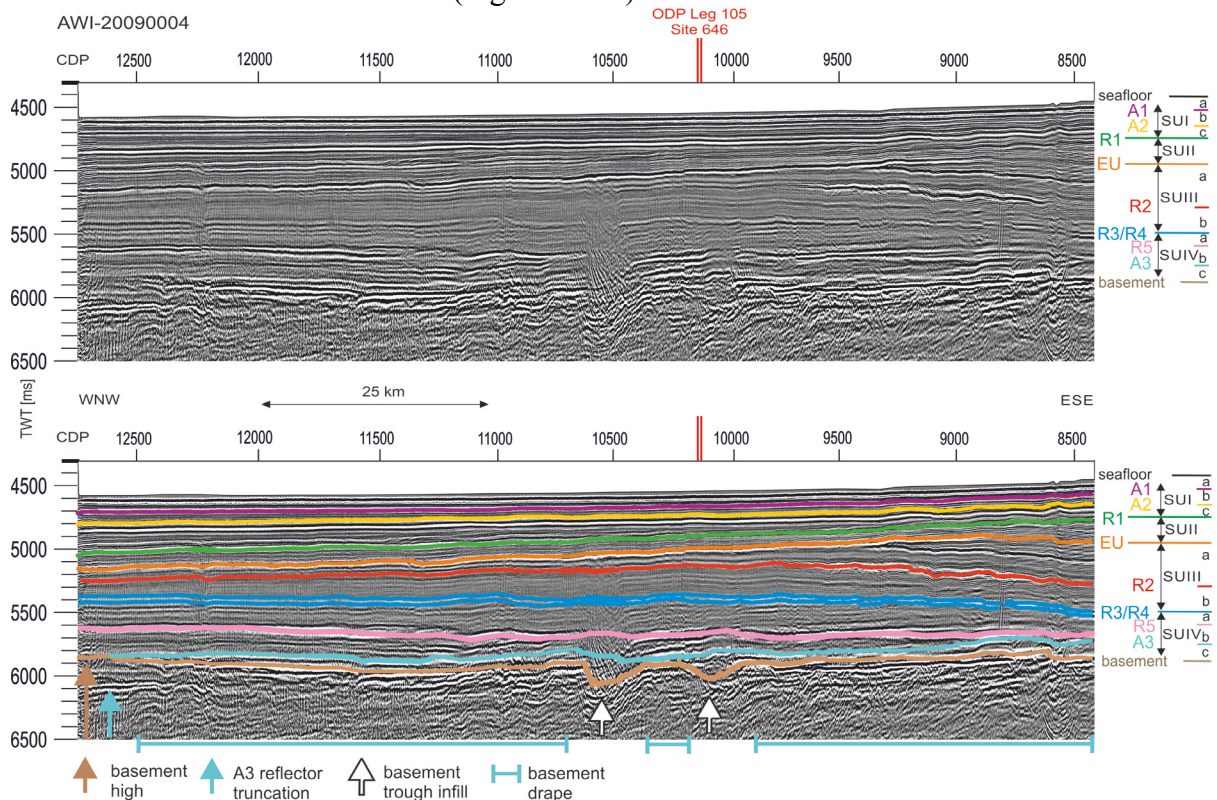 AWI-20090004
ODP Leg 105
Site 646
CDP 12500 12000 11500 11000 10500 10000 9500 9000 8500
4500
5000
5500
6000
6500
seafloor
A1
A2
R1
EU
R2
R3/R4
R5
A3
basement
a
b
c
SUI
SUII
a
SUIII
b
a
SUIV b
c
TWT [ms]
WNW 25 km ESE
CDP 12500 12000 11500 11000 10500 10000 9500 9000 8500
4500
5000
5500
6000
6500
seafloor
A1
A2
R1
EU
R2
R3/R4
R5
A3
basement
a
b
c
SUI
SUII
a
SUIII
b
a
SUIV b
c
basement
high
A3 reflector
truncation
basement
trough infill
basement
drape